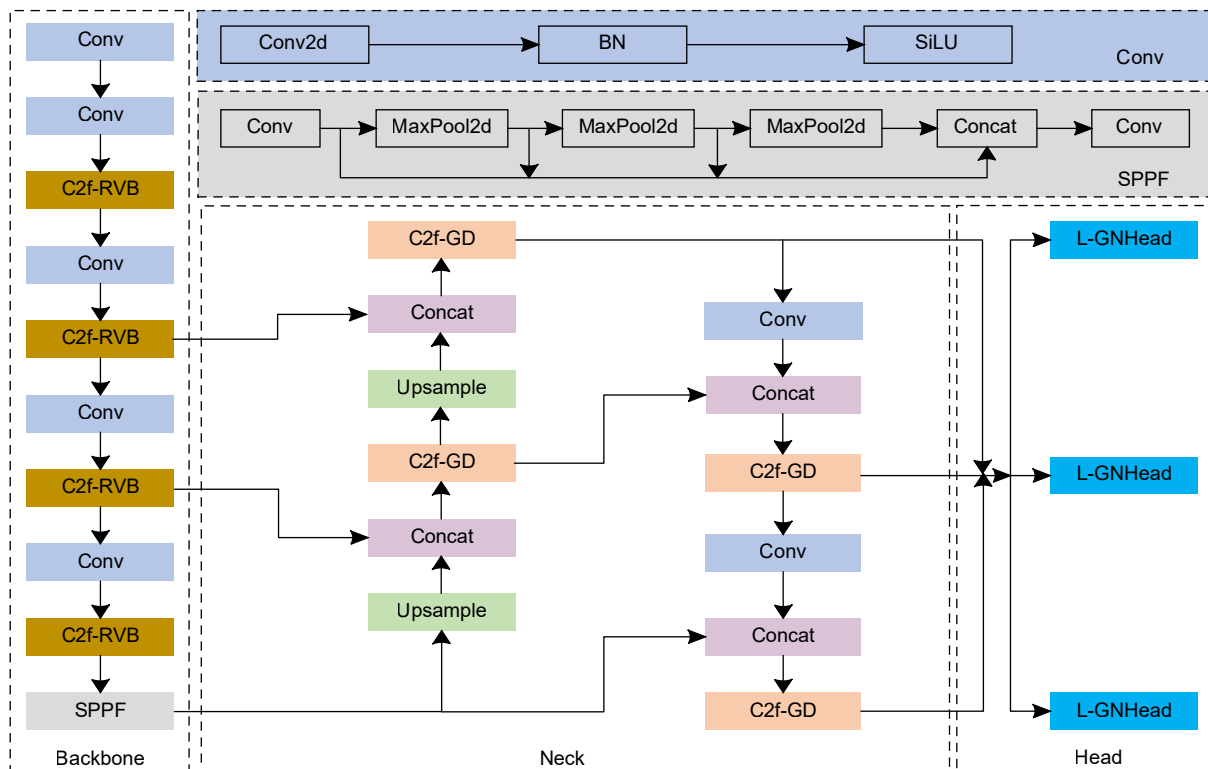 Conv
Conv
C2f-RVB
Conv
C2f-RVB
Conv
C2f-RVB
Conv
C2f-RVB
SPPF
Backbone
Conv2d BN SiLU
Conv
Conv MaxPool2d MaxPool2d MaxPool2d Concat Conv
SPPF
C2f-GD
Concat
Upsample
C2f-GD
Concat
Upsample
Conv
Concat
C2f-GD
Conv
Concat
C2f-GD
Neck
L-GNHead
L-GNHead
L-GNHead
Head